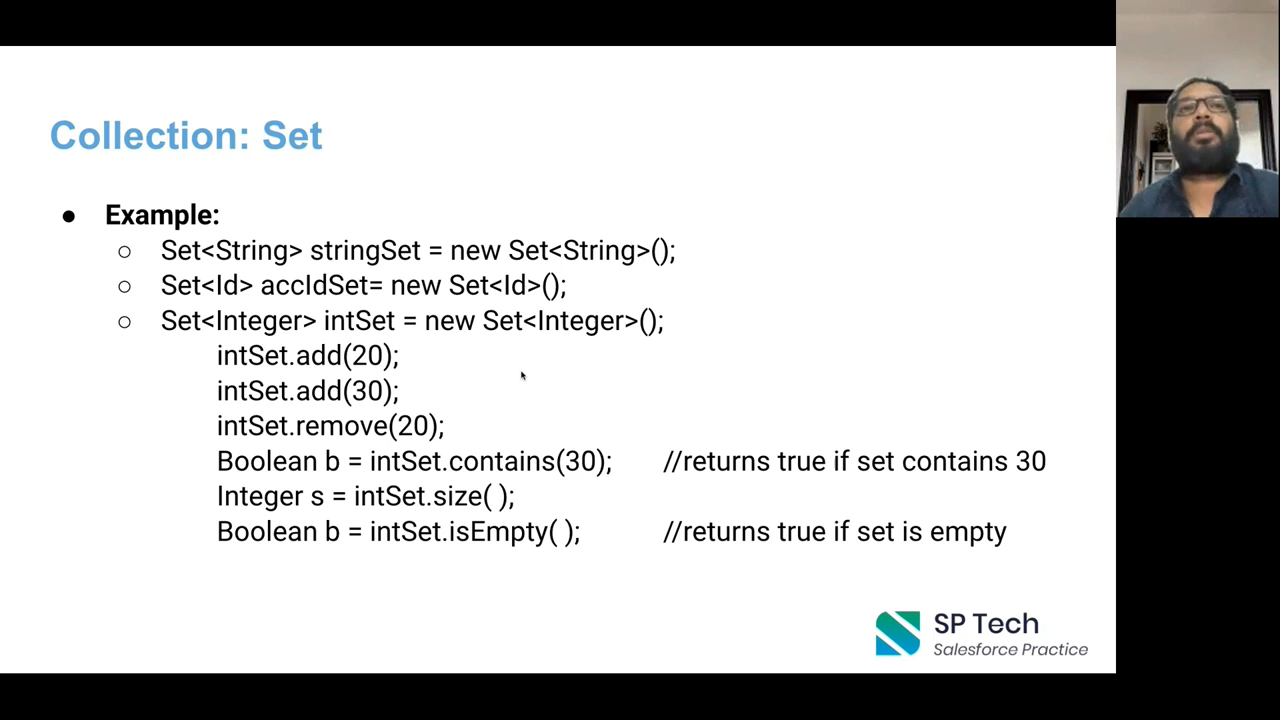 Collection: Set
● Example:
○ Set<String> stringSet = new Set<String>();
○ Set<Id> accIdSet= new Set<Id>();
○ Set<Integer> intSet = new Set<Integer>();
intSet.add(20);
intSet.add(30);
intSet.remove(20);
Boolean b = intSet.contains(30); //returns true if set contains 30
Integer s = intSet.size( );
Boolean b = intSet.isEmpty( ); //returns true if set is empty
SP Tech
Salesforce Practice